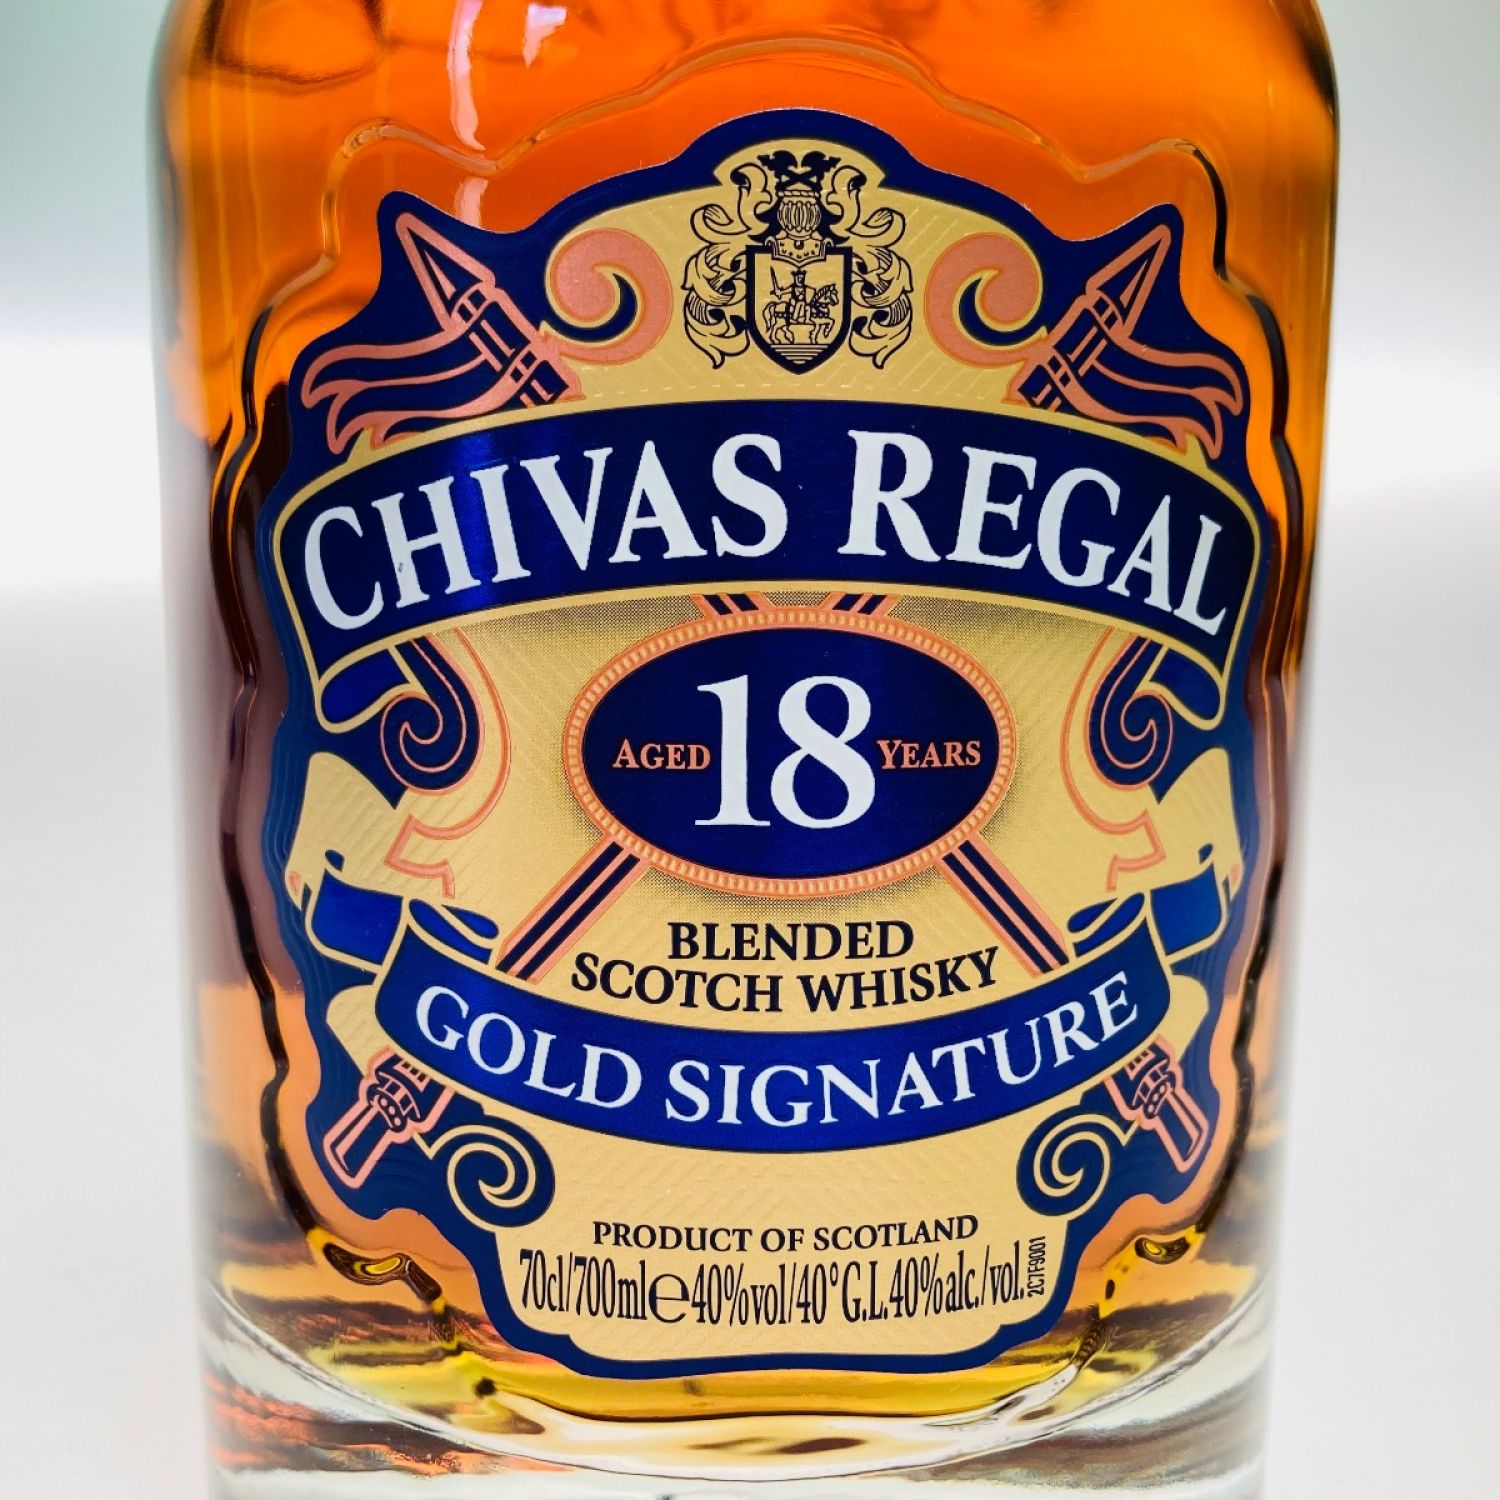 CHIVAS REGAL
AGED 18 YEARS
BLENDED
SCOTCH WHISKY
GOLD SIGNATURE
PRODUCT OF SCOTLAND
70cl/700ml℮40%vol/40°G.L.40%alc./vol.
2C7F9001